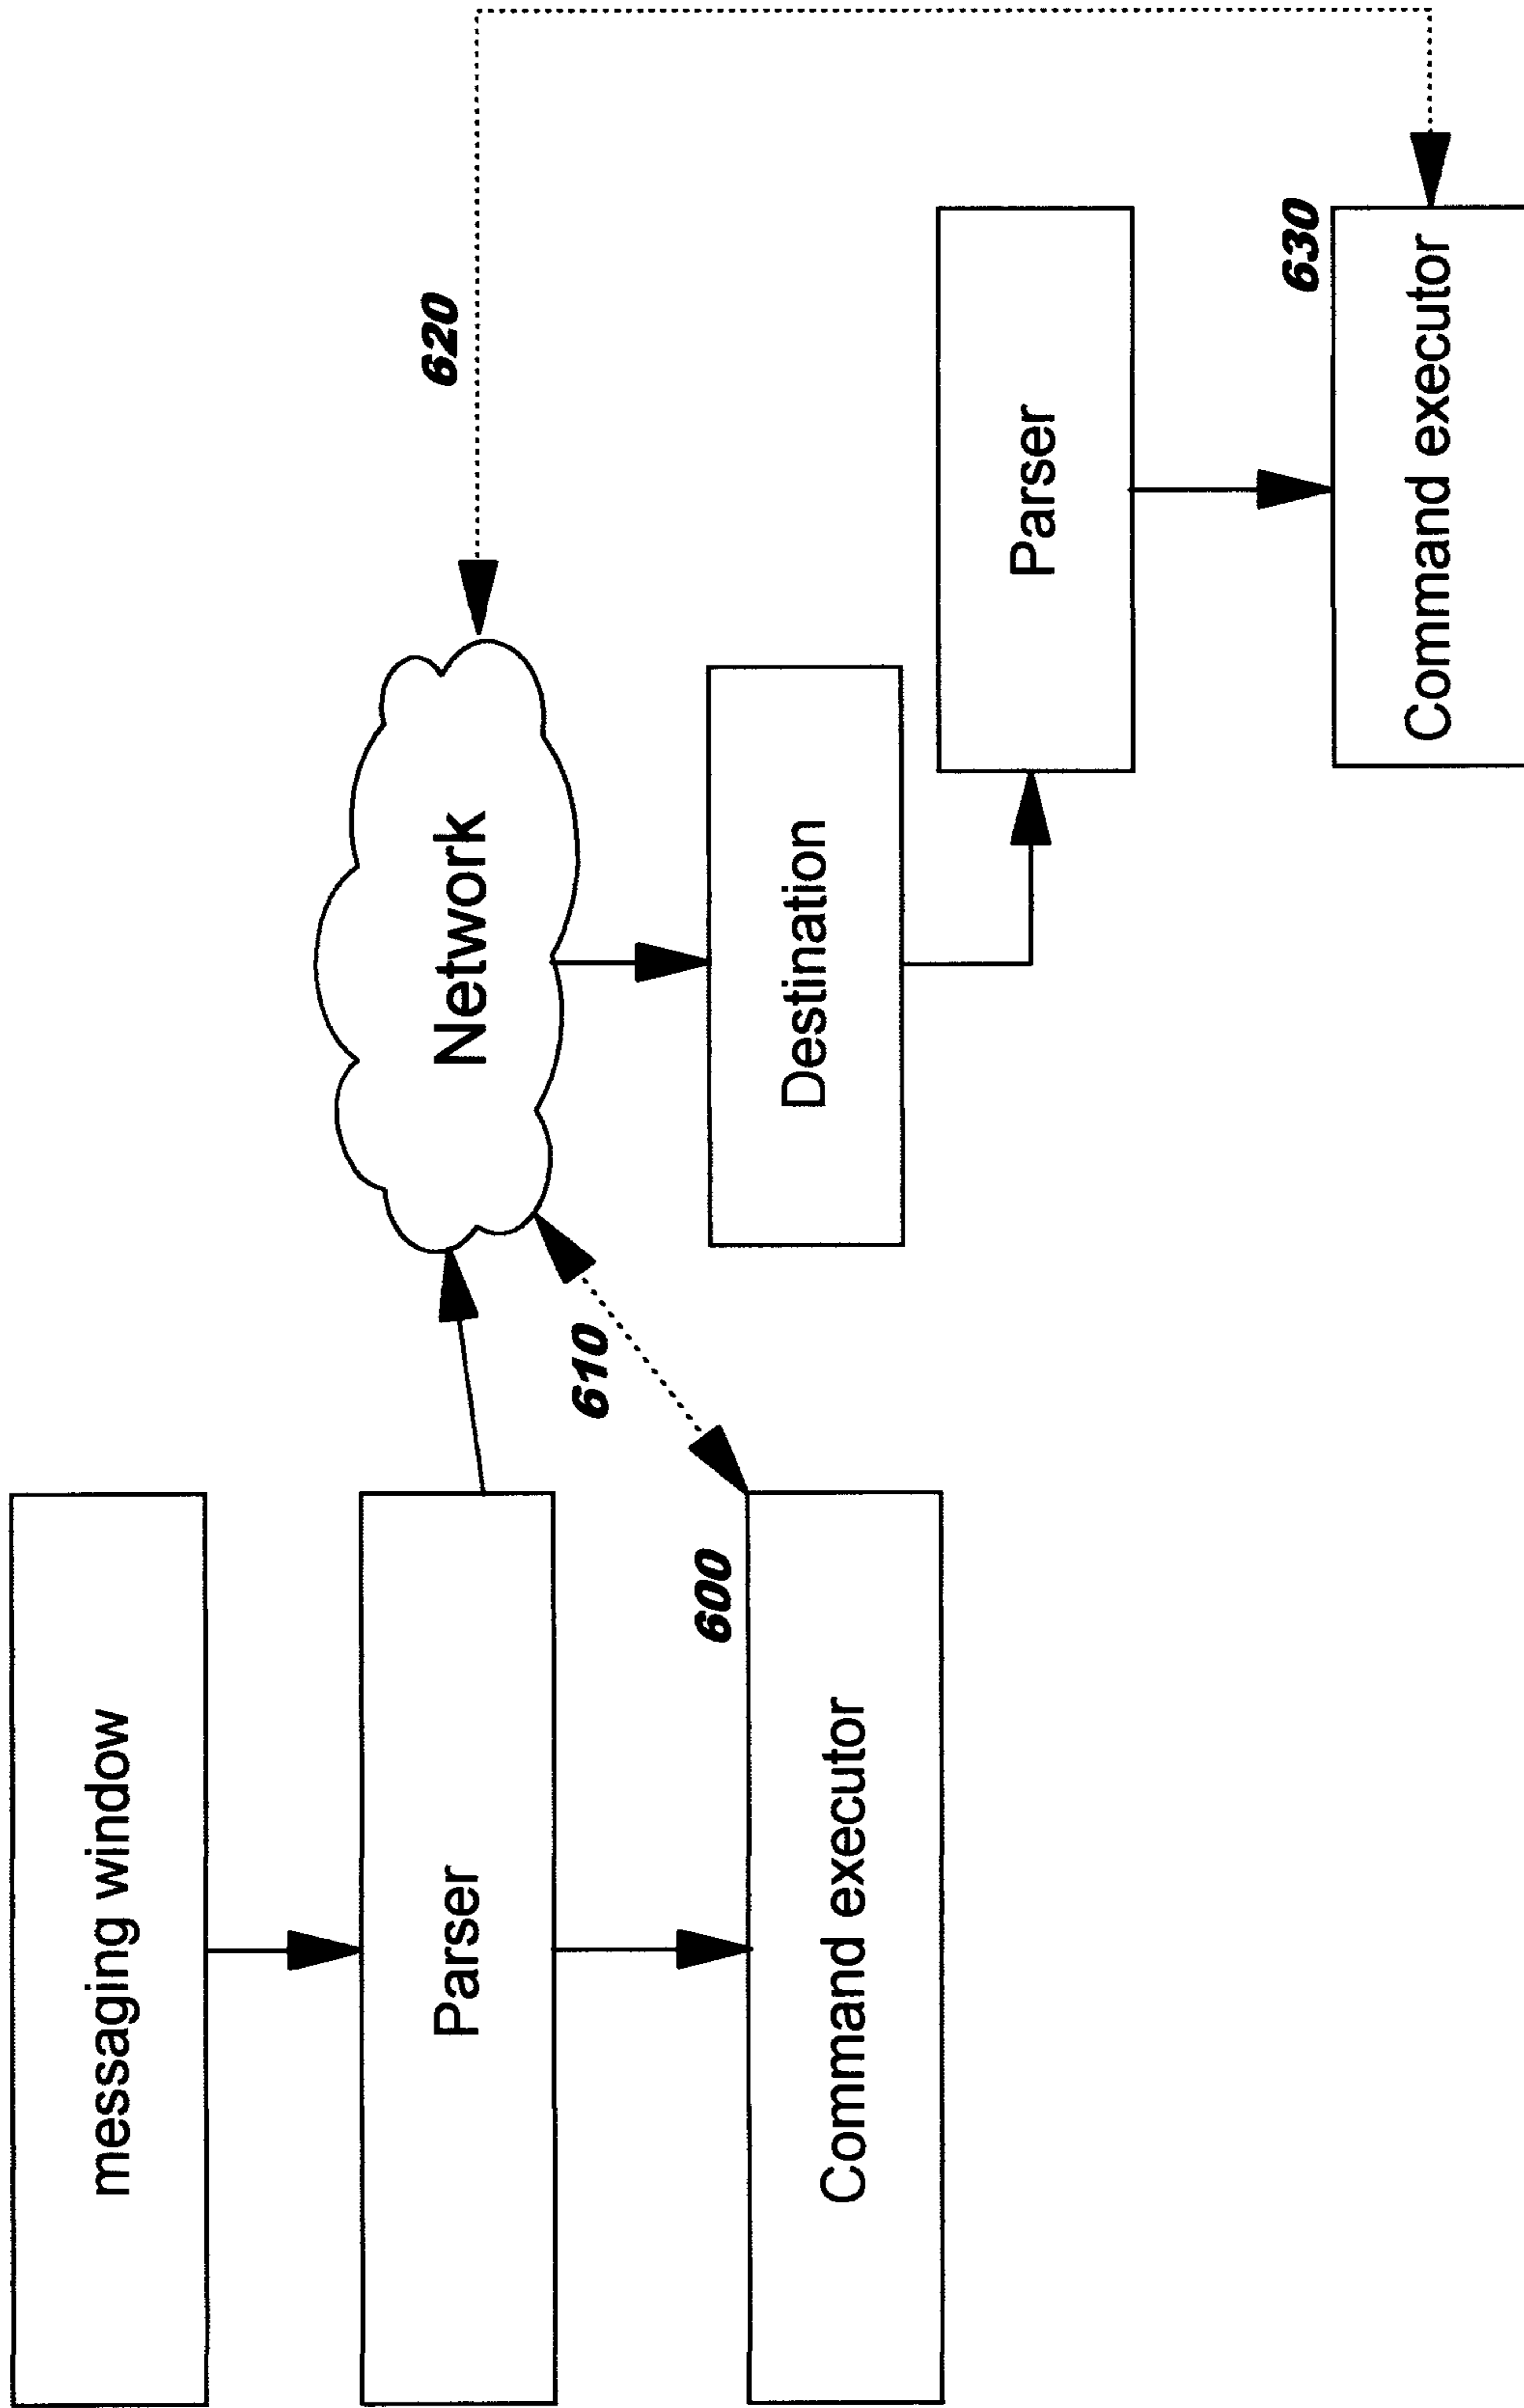 messaging window
Parser
600
Command executor
610
Network
620
Destination
Parser
630
Command executor